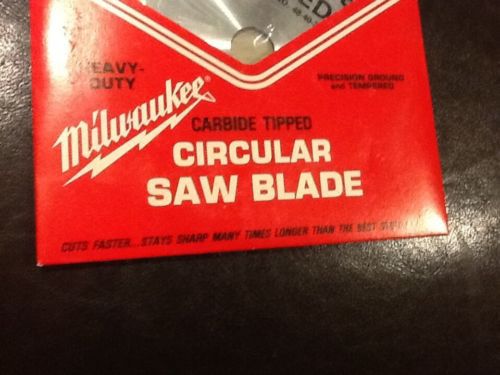 HEAVY-
DUTY
PRECISION GROUND
and TEMPERED
Milwaukee
CARBIDE TIPPED
CIRCULAR
SAW BLADE
CUTS FASTER...STAYS SHARP MANY TIMES LONGER THAN THE BEST